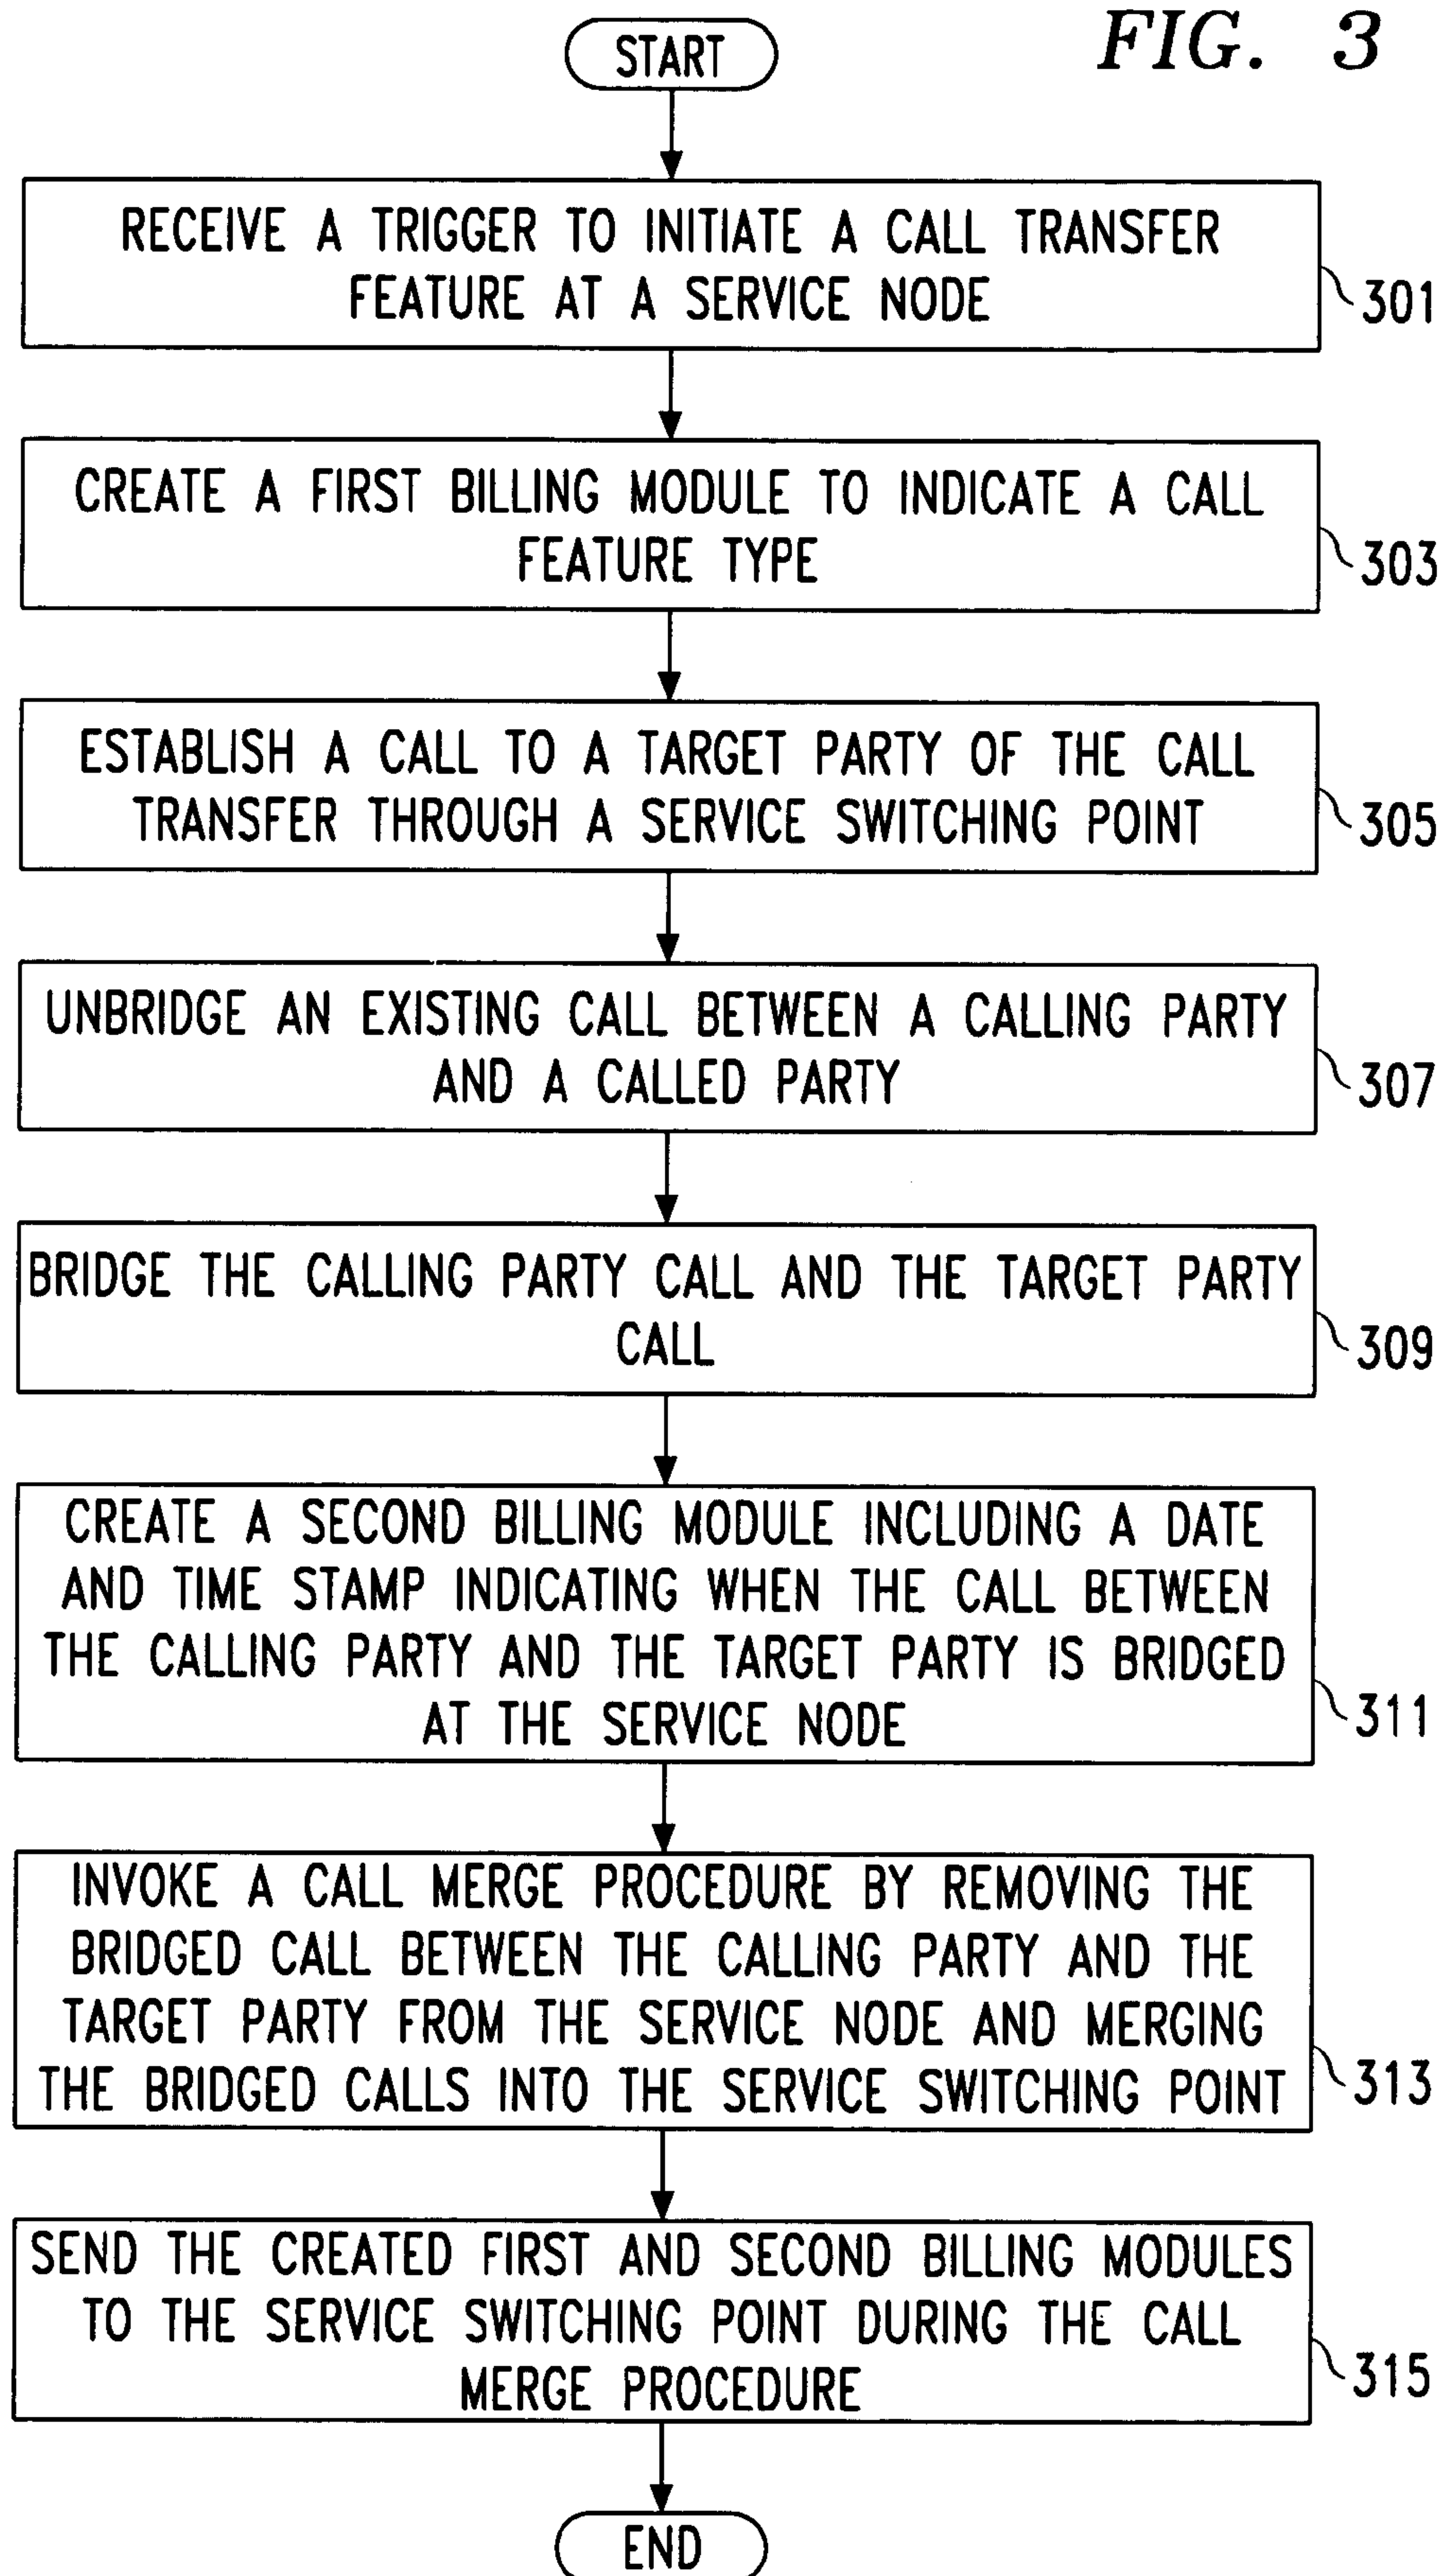 FIG. 3
START
RECEIVE A TRIGGER TO INITIATE A CALL TRANSFER
FEATURE AT A SERVICE NODE
301
CREATE A FIRST BILLING MODULE TO INDICATE A CALL
FEATURE TYPE
303
ESTABLISH A CALL TO A TARGET PARTY OF THE CALL
TRANSFER THROUGH A SERVICE SWITCHING POINT
305
UNBRIDGE AN EXISTING CALL BETWEEN A CALLING PARTY
AND A CALLED PARTY
307
BRIDGE THE CALLING PARTY CALL AND THE TARGET PARTY
CALL
309
CREATE A SECOND BILLING MODULE INCLUDING A DATE
AND TIME STAMP INDICATING WHEN THE CALL BETWEEN
THE CALLING PARTY AND THE TARGET PARTY IS BRIDGED
AT THE SERVICE NODE
311
INVOKE A CALL MERGE PROCEDURE BY REMOVING THE
BRIDGED CALL BETWEEN THE CALLING PARTY AND THE
TARGET PARTY FROM THE SERVICE NODE AND MERGING
THE BRIDGED CALLS INTO THE SERVICE SWITCHING POINT
313
SEND THE CREATED FIRST AND SECOND BILLING MODULES
TO THE SERVICE SWITCHING POINT DURING THE CALL
MERGE PROCEDURE
315
END